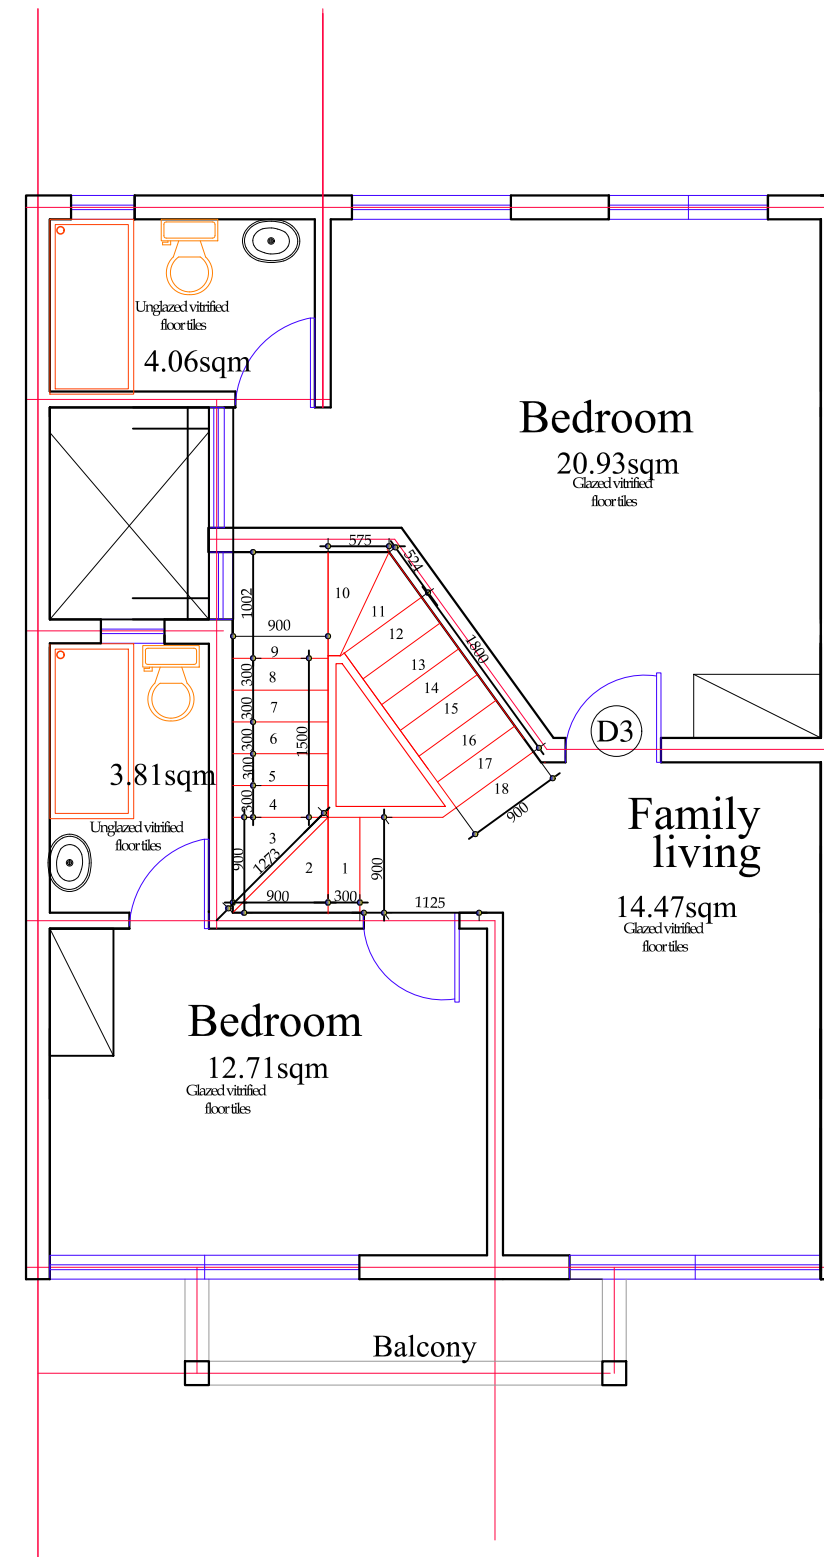 Unglazed vitrified
floor tiles
4.06sqm
Bedroom
20.93sqm
Glazed vitrified
floor tiles
575
524
10
11
1002
900
12
9
1800
13
8
300
14
7
300
15
6
300
1500
16
5
300
17
4
300
18
900
D3
3.81sqm
Unglazed vitrified
floor tiles
3
2
1
900
1273
900
900
300
1125
Family
living
14.47sqm
Glazed vitrified
floor tiles
Bedroom
12.71sqm
Glazed vitrified
floor tiles
Balcony